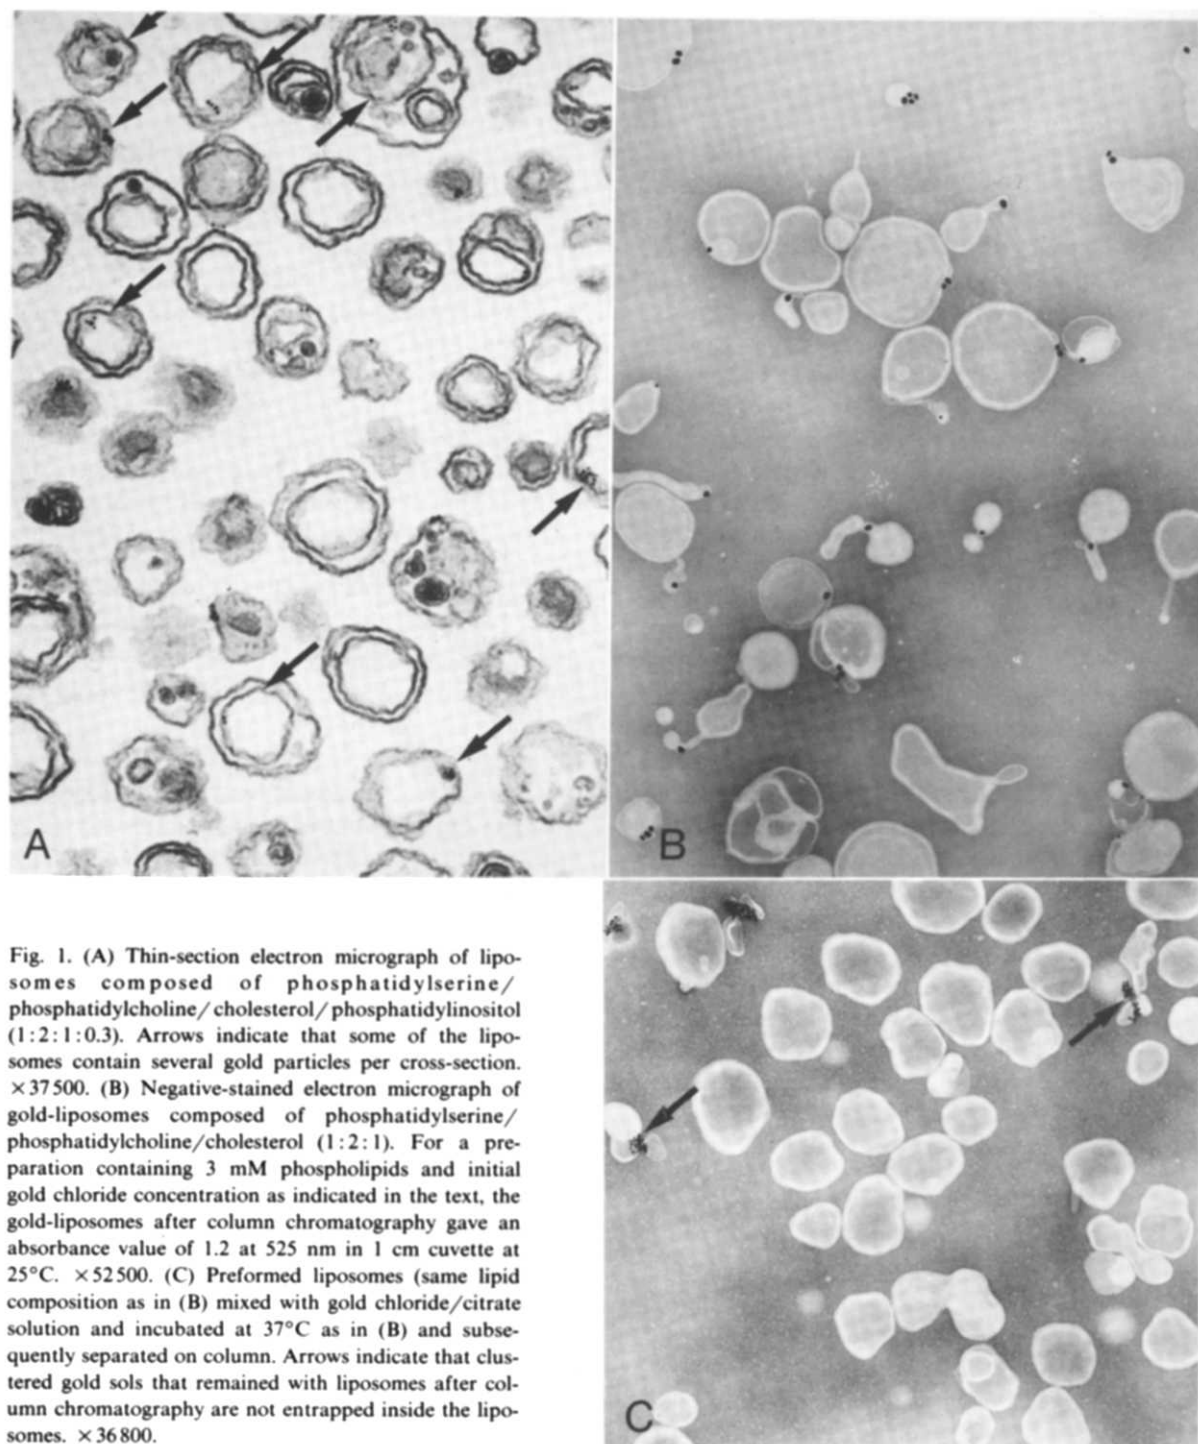 A
B
Fig. 1. (A) Thin-section electron micrograph of lipo-
somes composed of phosphatidylserine/
phosphatidylcholine/cholesterol/phosphatidylinositol
(1:2:1:0.3). Arrows indicate that some of the lipo-
somes contain several gold particles per cross-section.
×37500. (B) Negative-stained electron micrograph of
gold-liposomes composed of phosphatidylserine/
phosphatidylcholine/cholesterol (1:2:1). For a pre-
paration containing 3 mM phospholipids and initial
gold chloride concentration as indicated in the text, the
gold-liposomes after column chromatography gave an
absorbance value of 1.2 at 525 nm in 1 cm cuvette at
25°C. ×52500. (C) Preformed liposomes (same lipid
composition as in (B) mixed with gold chloride/citrate
solution and incubated at 37°C as in (B) and subse-
quently separated on column. Arrows indicate that clus-
tered gold sols that remained with liposomes after col-
umn chromatography are not entrapped inside the lipo-
somes. ×36800.
C